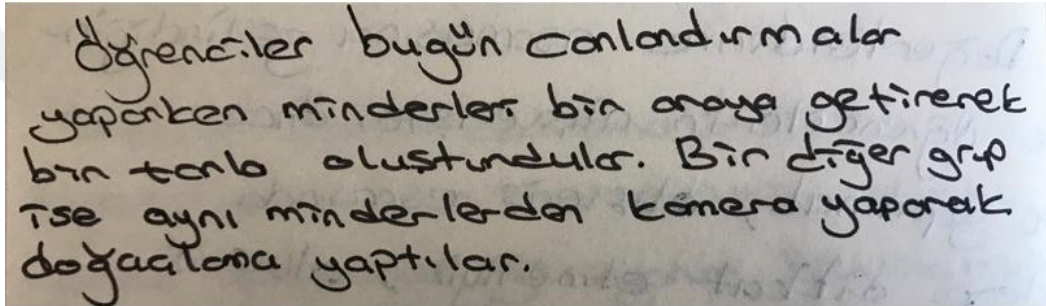 Öğrenciler bugün canlandırmalar
yaparken minderleri bir araya getirerek
bir tarla oluşturdular. Bir diğer grup
ise aynı minderlerden kamera yaparak
doğaçlama yaptılar.